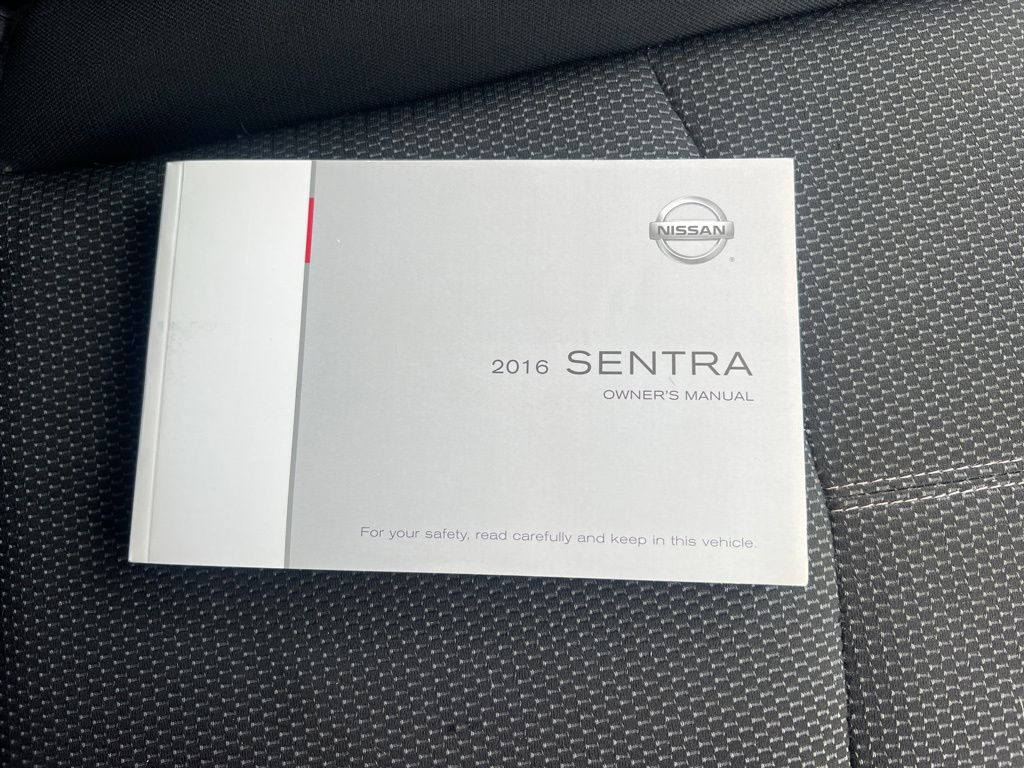 NISSAN
2016 SENTRA
OWNER'S MANUAL
For your safety, read carefully and keep in this vehicle.